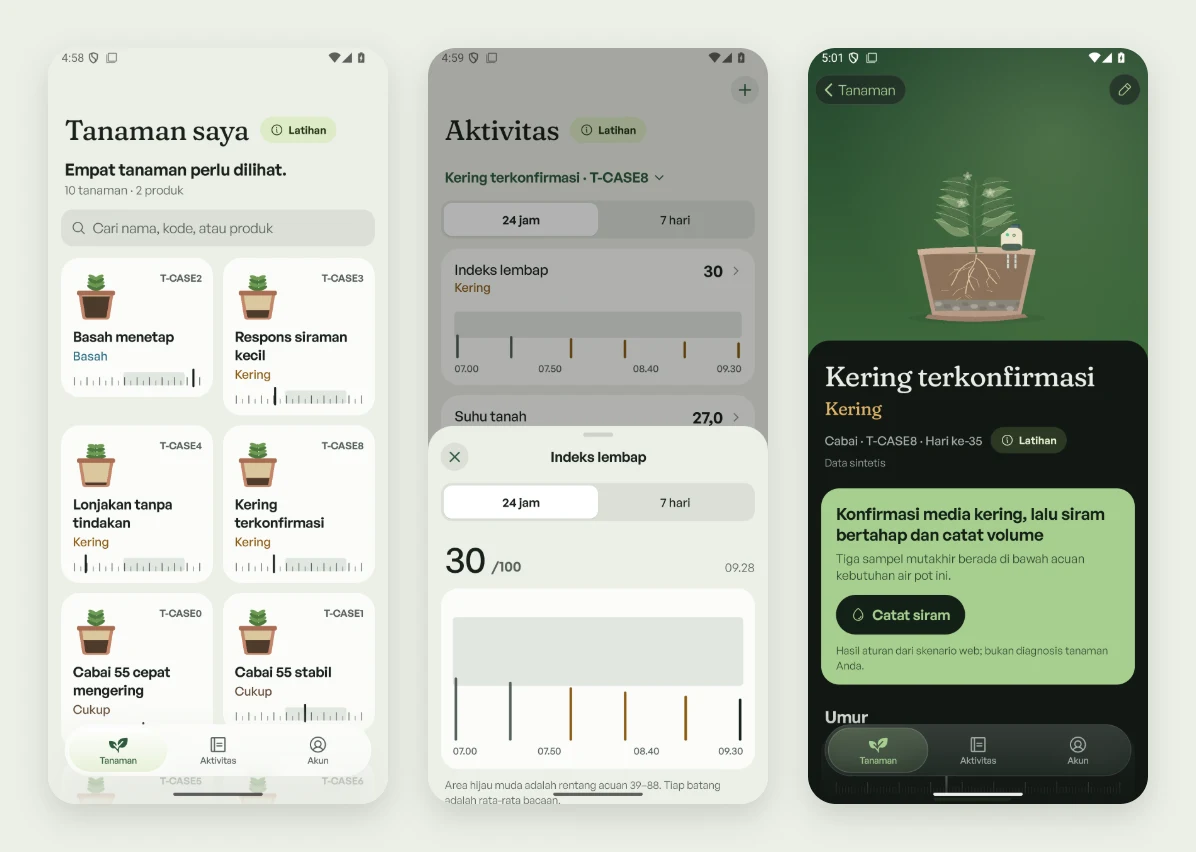 4:58
Tanaman saya
Latihan
Empat tanaman perlu dilihat.
10 tanaman · 2 produk
Cari nama, kode, atau produk
T-CASE2
Basah menetap
Basah
T-CASE3
Respons siraman
kecil
Kering
T-CASE4
Lonjakan tanpa
tindakan
Kering
T-CASE8
Kering
terkonfirmasi
Kering
T-CASE0
Cabai 55 cepat
mengering
Cukup
T-CASE1
Cabai 55 stabil
Cukup
Tanaman
Aktivitas
Akun
T-CASE5
T-CASE6
4:59
Aktivitas
Latihan
Kering terkonfirmasi · T-CASE8
24 jam
7 hari
Indeks lembap
30
Kering
07.00 07.50 08.40 09.30
Suhu tanah
27,0
Indeks lembap
24 jam
7 hari
30 /100
09.28
07.00 07.50 08.40 09.30
Area hijau muda adalah rentang acuan 39–88. Tiap batang
adalah rata-rata bacaan.
5:01
Tanaman
Kering terkonfirmasi
Kering
Cabai · T-CASE8 · Hari ke-35
Latihan
Data sintetis
Konfirmasi media kering, lalu siram
bertahap dan catat volume
Tiga sampel mutakhir berada di bawah acuan
kebutuhan air pot ini.
Catat siram
Hasil aturan dari skenario web; bukan diagnosis tanaman
Anda.
Umur
Tanaman
Aktivitas
Akun